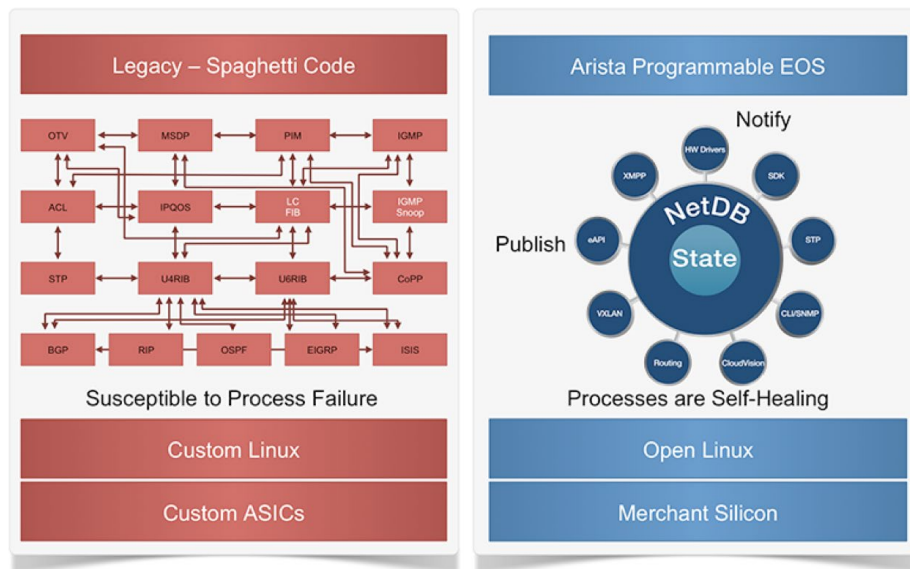 Legacy – Spaghetti Code
OTV
MSDP
PIM
IGMP
ACL
IPQOS
LC
FIB
IGMP
Snoop
STP
U4RIB
U6RIB
CoPP
BGP
RIP
OSPF
EIGRP
ISIS
Susceptible to Process Failure
Custom Linux
Custom ASICs
Arista Programmable EOS
Notify
HW Drivers
XMPP
SDK
NetDB
Publish
eAPI
State
STP
VXLAN
CLI/SNMP
Routing
CloudVision
Processes are Self-Healing
Open Linux
Merchant Silicon